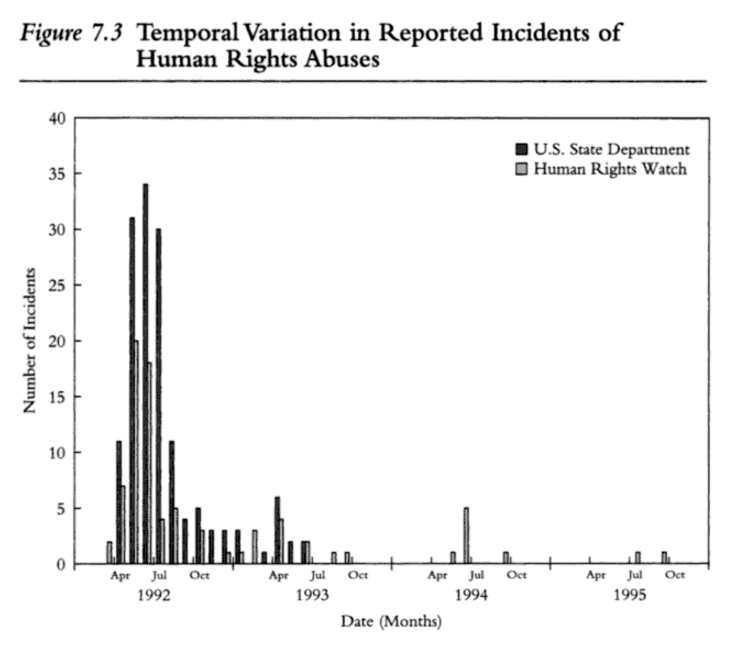 Figure 7.3 Temporal Variation in Reported Incidents of
Human Rights Abuses
40
35
30
25
20
15
10
5
0
Number of Incidents
U.S. State Department
Human Rights Watch
Apr Jul Oct Apr Jul Oct Apr Jul Oct Apr Jul Oct
1992 1993 1994 1995
Date (Months)